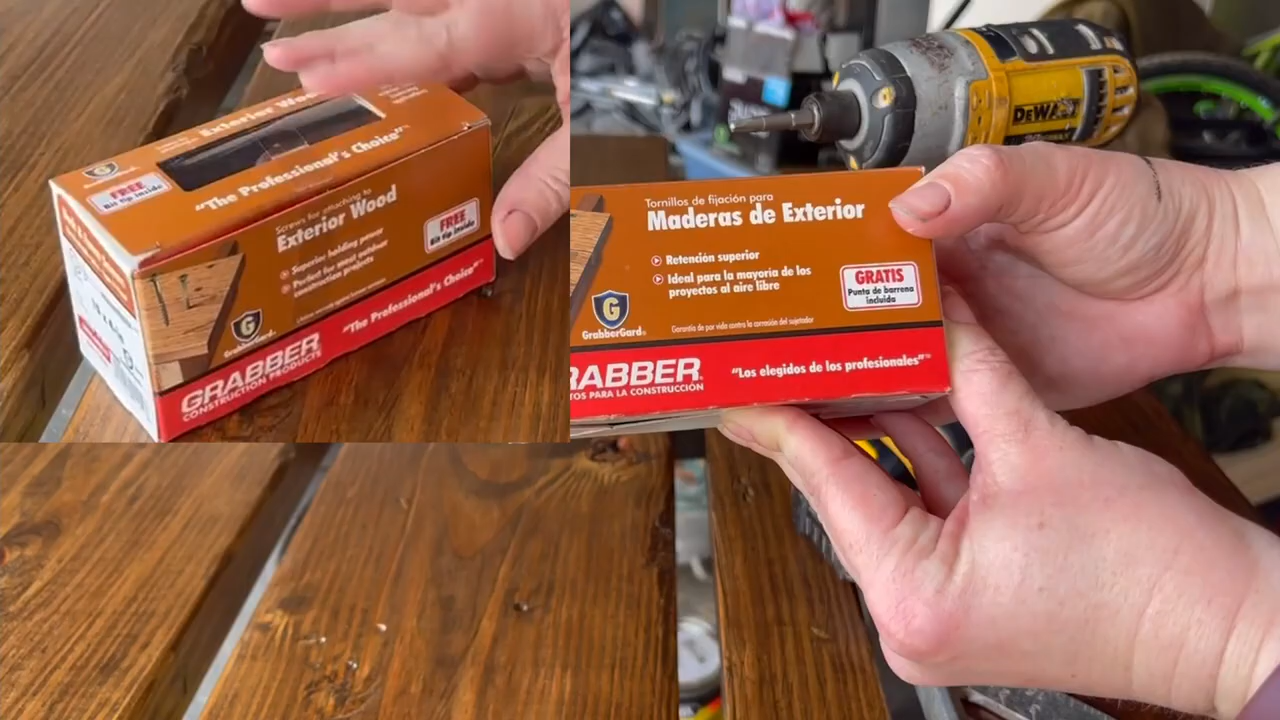 Exterior Wood
FREE
Bit tip inside
"The Professional's Choice"™
Screws for attaching to
Exterior Wood
Superior holding power
Perfect for most outdoor
construction projects
FREE
Bit tip inside
GrabberGard®
GRABBER
CONSTRUCTION PRODUCTS®
"The Professional's Choice"™
DEWALT
Tornillos de fijación para
Maderas de Exterior
Retención superior
Ideal para la mayoría de los
proyectos al aire libre
GRATIS
Punta de barrena
incluida
G
GrabberGard®
Garantía de por vida contra la corrosión del sujetador
RABBER®
TOS PARA LA CONSTRUCCIÓN
"Los elegidos de los profesionales"™